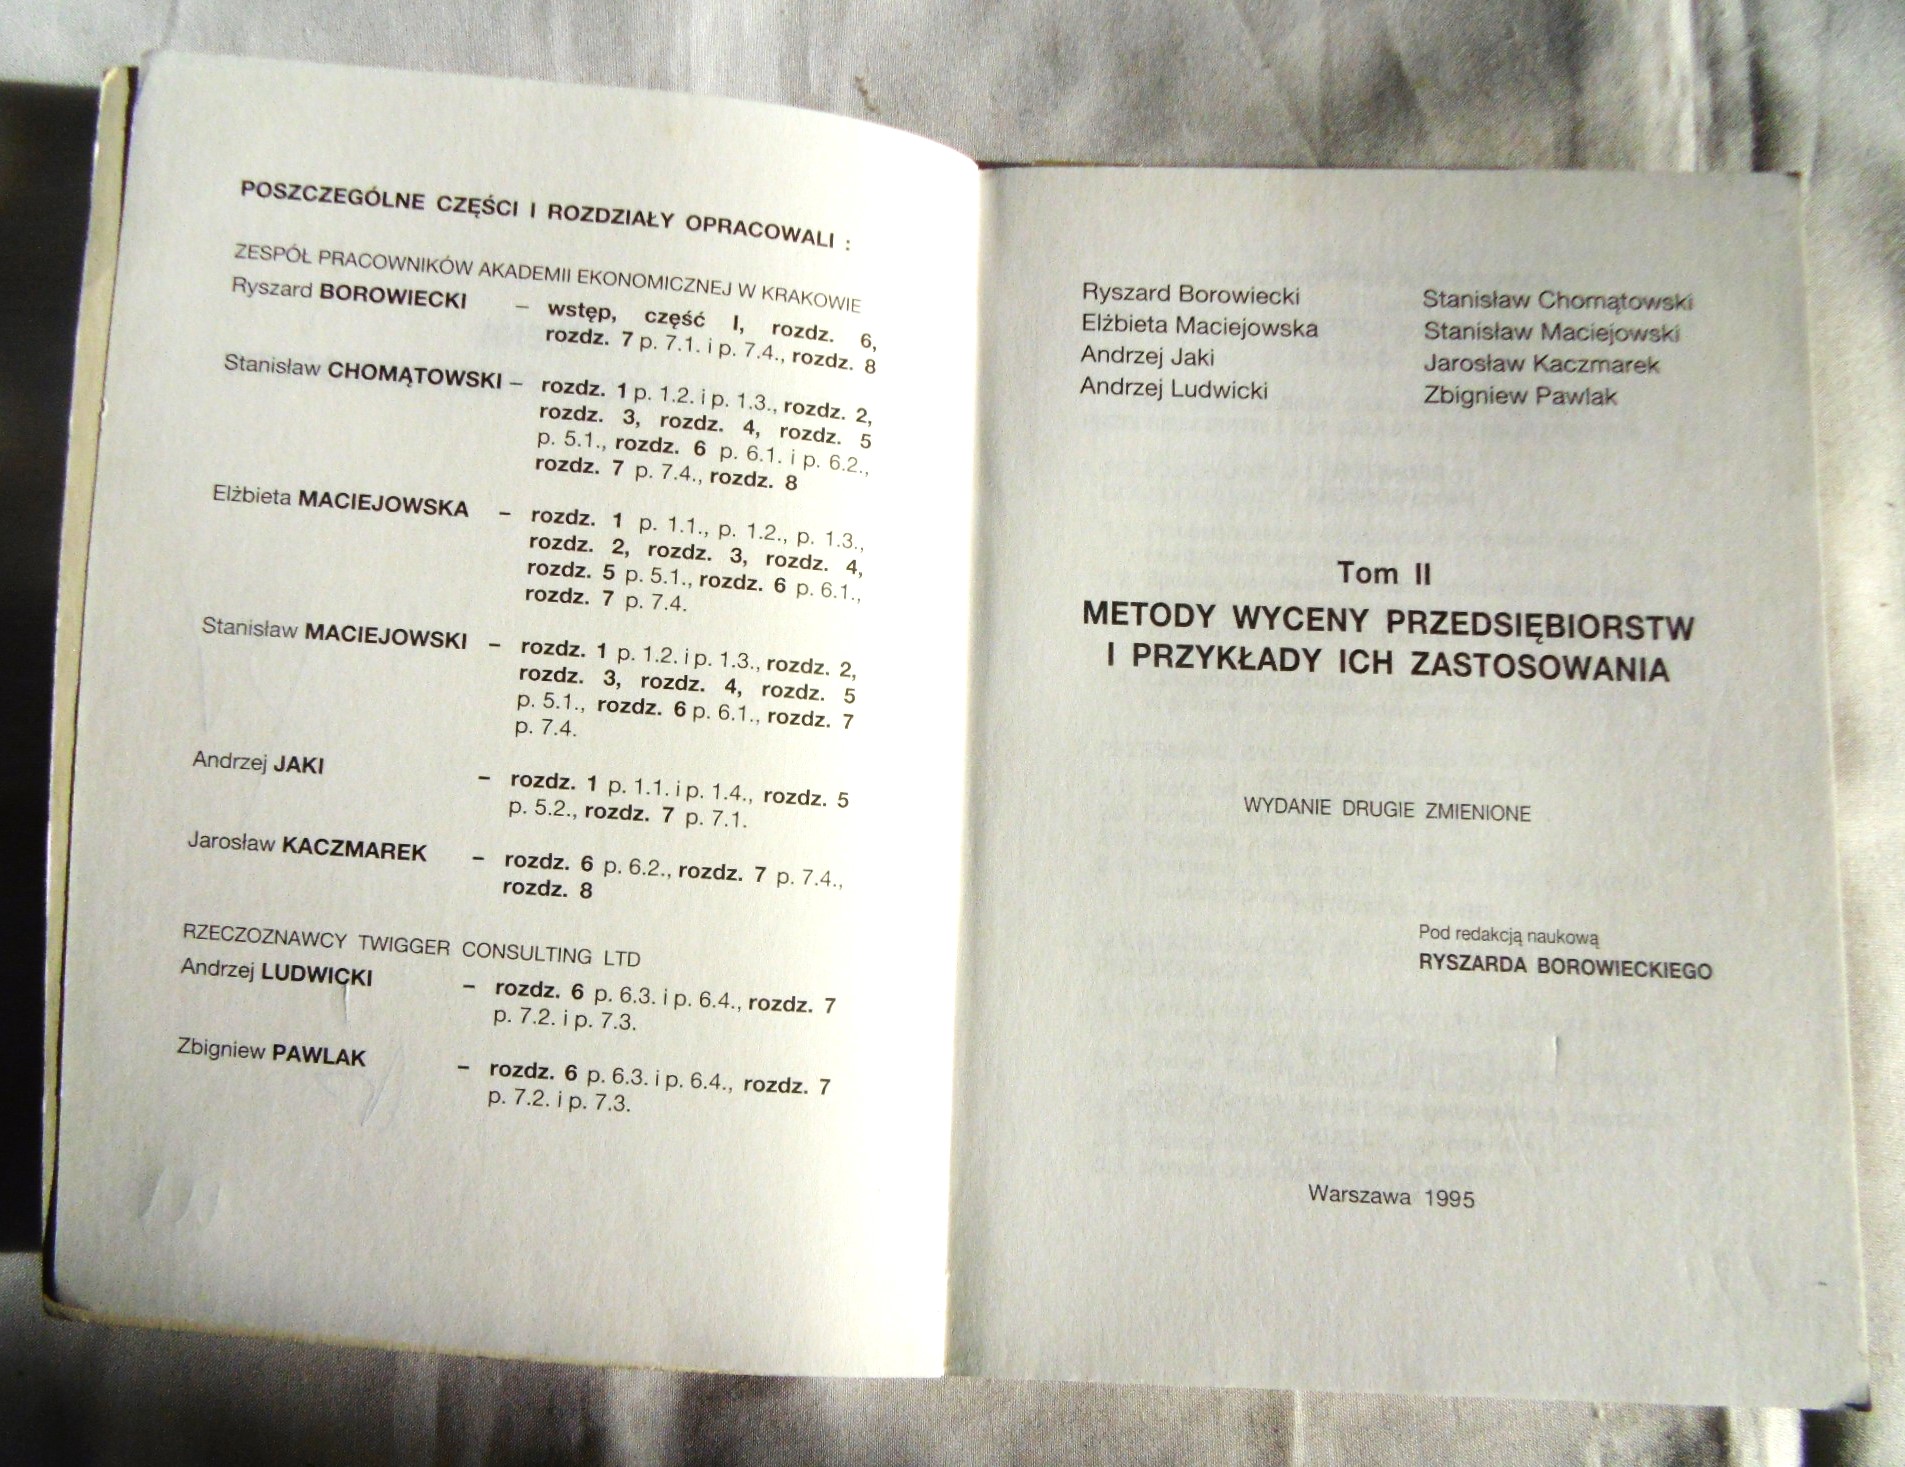 POSZCZEGÓLNE CZĘŚCI I ROZDZIAŁY OPRACOWALI :
ZESPÓŁ PRACOWNIKÓW AKADEMII EKONOMICZNEJ W KRAKOWIE
Ryszard BOROWIECKI – wstęp, część I, rozdz. 6,
rozdz. 7 p. 7.1. i p. 7.4., rozdz. 8
Stanisław CHOMĄTOWSKI – rozdz. 1 p. 1.2. i p. 1.3., rozdz. 2,
rozdz. 3, rozdz. 4, rozdz. 5
p. 5.1., rozdz. 6 p. 6.1. i p. 6.2.,
rozdz. 7 p. 7.4., rozdz. 8
Elżbieta MACIEJOWSKA – rozdz. 1 p. 1.1., p. 1.2., p. 1.3.,
rozdz. 2, rozdz. 3, rozdz. 4,
rozdz. 5 p. 5.1., rozdz. 6 p. 6.1.,
rozdz. 7 p. 7.4.
Stanisław MACIEJOWSKI – rozdz. 1 p. 1.2. i p. 1.3., rozdz. 2,
rozdz. 3, rozdz. 4, rozdz. 5
p. 5.1., rozdz. 6 p. 6.1., rozdz. 7
p. 7.4.
Andrzej JAKI – rozdz. 1 p. 1.1. i p. 1.4., rozdz. 5
p. 5.2., rozdz. 7 p. 7.1.
Jarosław KACZMAREK – rozdz. 6 p. 6.2., rozdz. 7 p. 7.4.,
rozdz. 8
RZECZOZNAWCY TWIGGER CONSULTING LTD
Andrzej LUDWICKI – rozdz. 6 p. 6.3. i p. 6.4., rozdz. 7
p. 7.2. i p. 7.3.
Zbigniew PAWLAK – rozdz. 6 p. 6.3. i p. 6.4., rozdz. 7
p. 7.2. i p. 7.3.
Ryszard Borowiecki Stanisław Chomątowski
Elżbieta Maciejowska Stanisław Maciejowski
Andrzej Jaki Jarosław Kaczmarek
Andrzej Ludwicki Zbigniew Pawlak
Tom II
METODY WYCENY PRZEDSIĘBIORSTW
I PRZYKŁADY ICH ZASTOSOWANIA
WYDANIE DRUGIE ZMIENIONE
Pod redakcją naukową
RYSZARDA BOROWIECKIEGO
Warszawa 1995